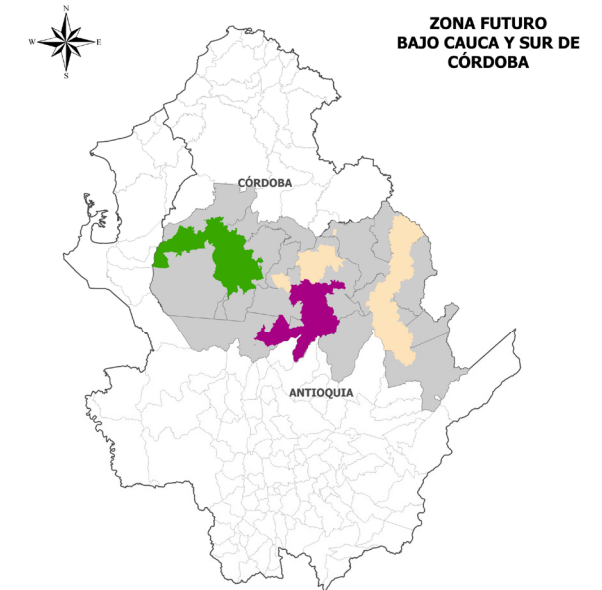 N
W
E
S
ZONA FUTURO
BAJO CAUCA Y SUR DE
CÓRDOBA
CÓRDOBA
ANTIOQUIA